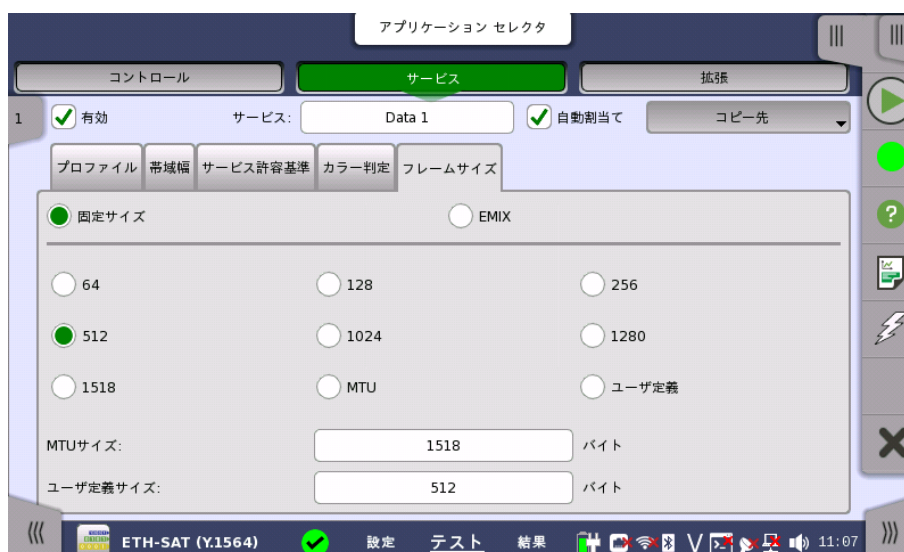 アプリケーション セレクタ
コントロール サービス 拡張
1 有効 サービス: Data 1 自動割当て コピー先
プロファイル 帯域幅 サービス許容基準 カラー判定 フレームサイズ
固定サイズ EMIX
64 128 256
512 1024 1280
1518 MTU ユーザ定義
MTUサイズ: 1518 バイト
ユーザ定義サイズ: 512 バイト
ETH-SAT (Y.1564) 設定 テスト 結果 11:07